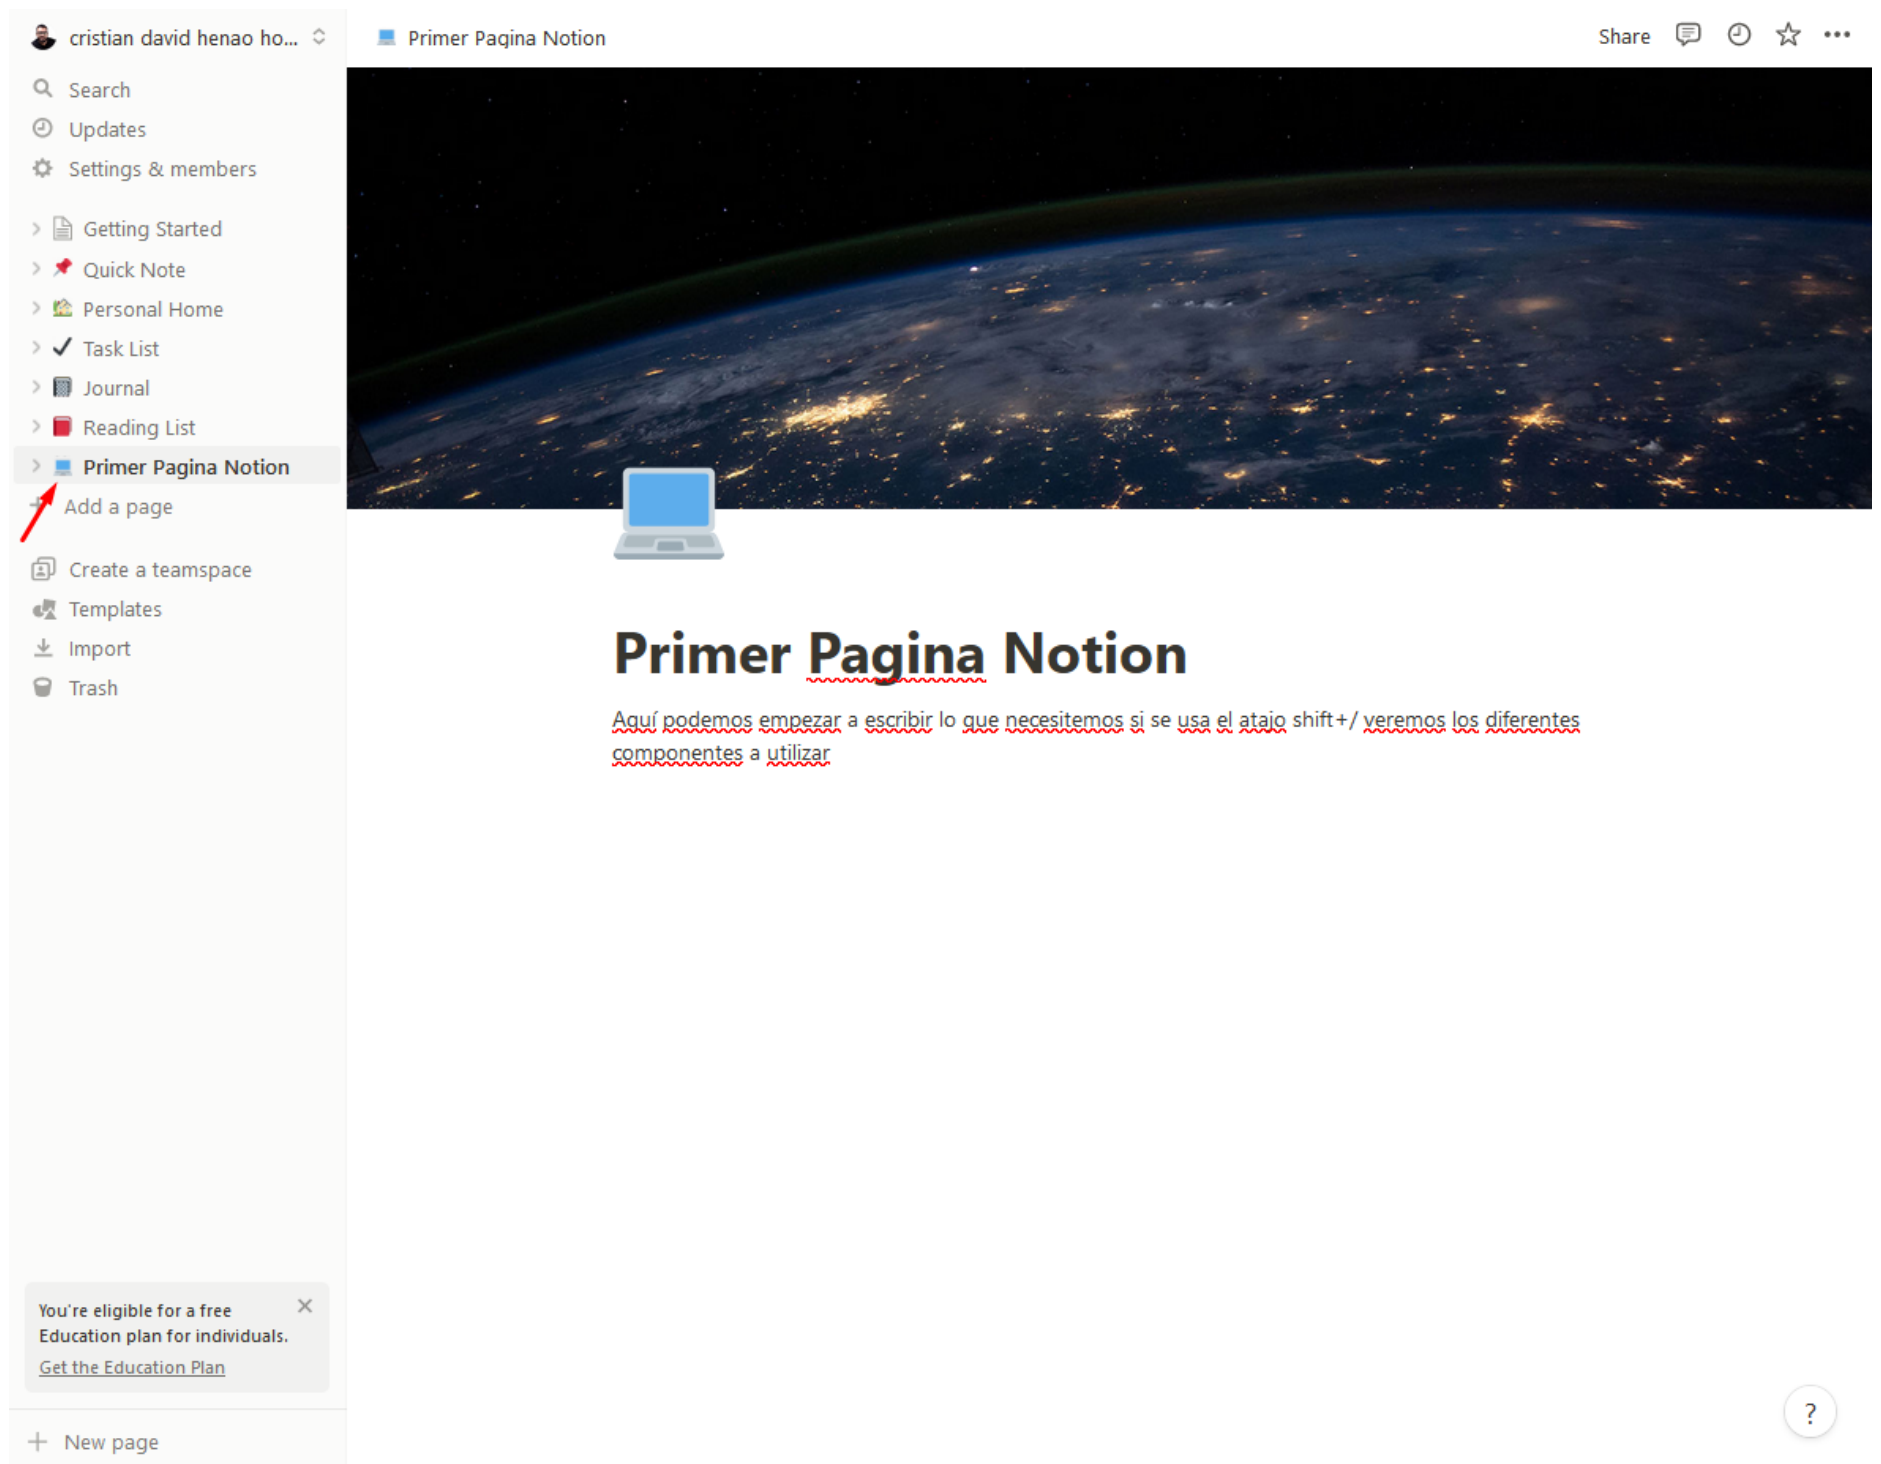 cristian david henao ho...
Primer Pagina Notion
Share
Search
Updates
Settings & members
Getting Started
Quick Note
Personal Home
Task List
Journal
Reading List
Primer Pagina Notion
Add a page
Create a teamspace
Templates
Import
Trash
Primer Pagina Notion
Aquí podemos empezar a escribir lo que necesitemos si se usa el atajo shift+/ veremos los diferentes
componentes a utilizar
You're eligible for a free
Education plan for individuals.
Get the Education Plan
New page
?